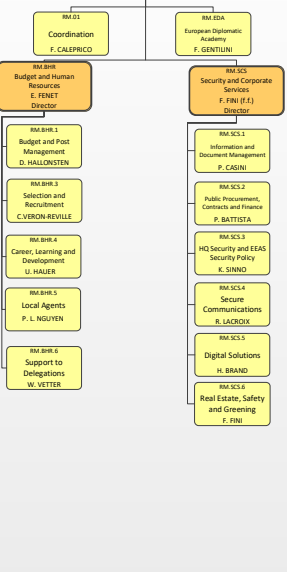 RM.01
Coordination
F. CALEPRICO
RM.EDA
European Diplomatic
Academy
F. GENTILINI
RM.BHR
Budget and Human
Resources
E. FENET
Director
RM.SCS
Security and Corporate
Services
F. FINI (f.f.)
Director
RM.BHR.1
Budget and Post
Management
D. HALLONSTEN
RM.BHR.3
Selection and
Recruitment
C.VERON-REVILLE
RM.BHR.4
Career, Learning and
Development
U. HAUER
RM.BHR.5
Local Agents
P. L. NGUYEN
RM.BHR.6
Support to
Delegations
W. VETTER
RM.SCS.1
Information and
Document Management
P. CASINI
RM.SCS.2
Public Procurement,
Contracts and Finance
P. BATTISTA
RM.SCS.3
HQ Security and EEAS
Security Policy
K. SINNO
RM.SCS.4
Secure
Communications
R. LACROIX
RM.SCS.5
Digital Solutions
H. BRAND
RM.SCS.6
Real Estate, Safety
and Greening
F. FINI